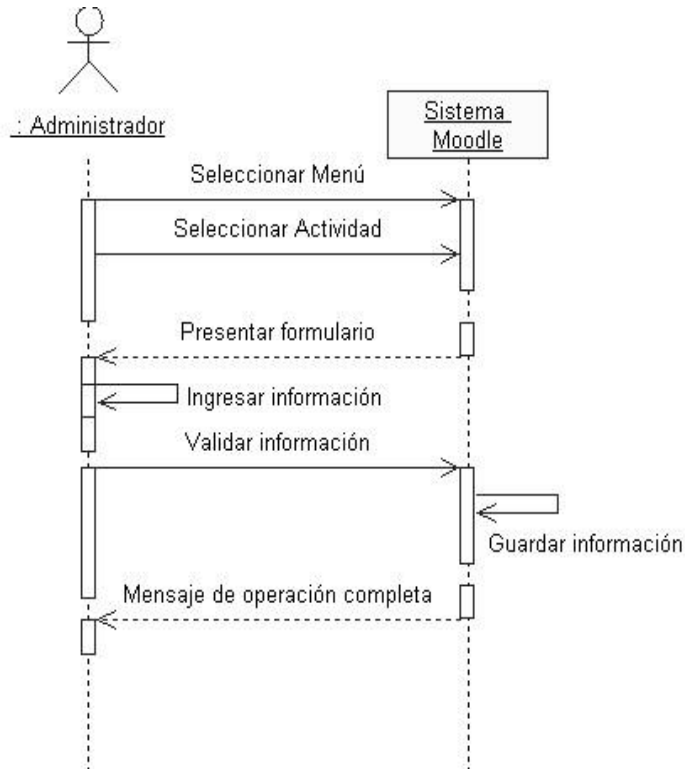 : Administrador
Sistema
Moodle
Seleccionar Menú
Seleccionar Actividad
Presentar formulario
Ingresar información
Validar información
Guardar información
Mensaje de operación completa